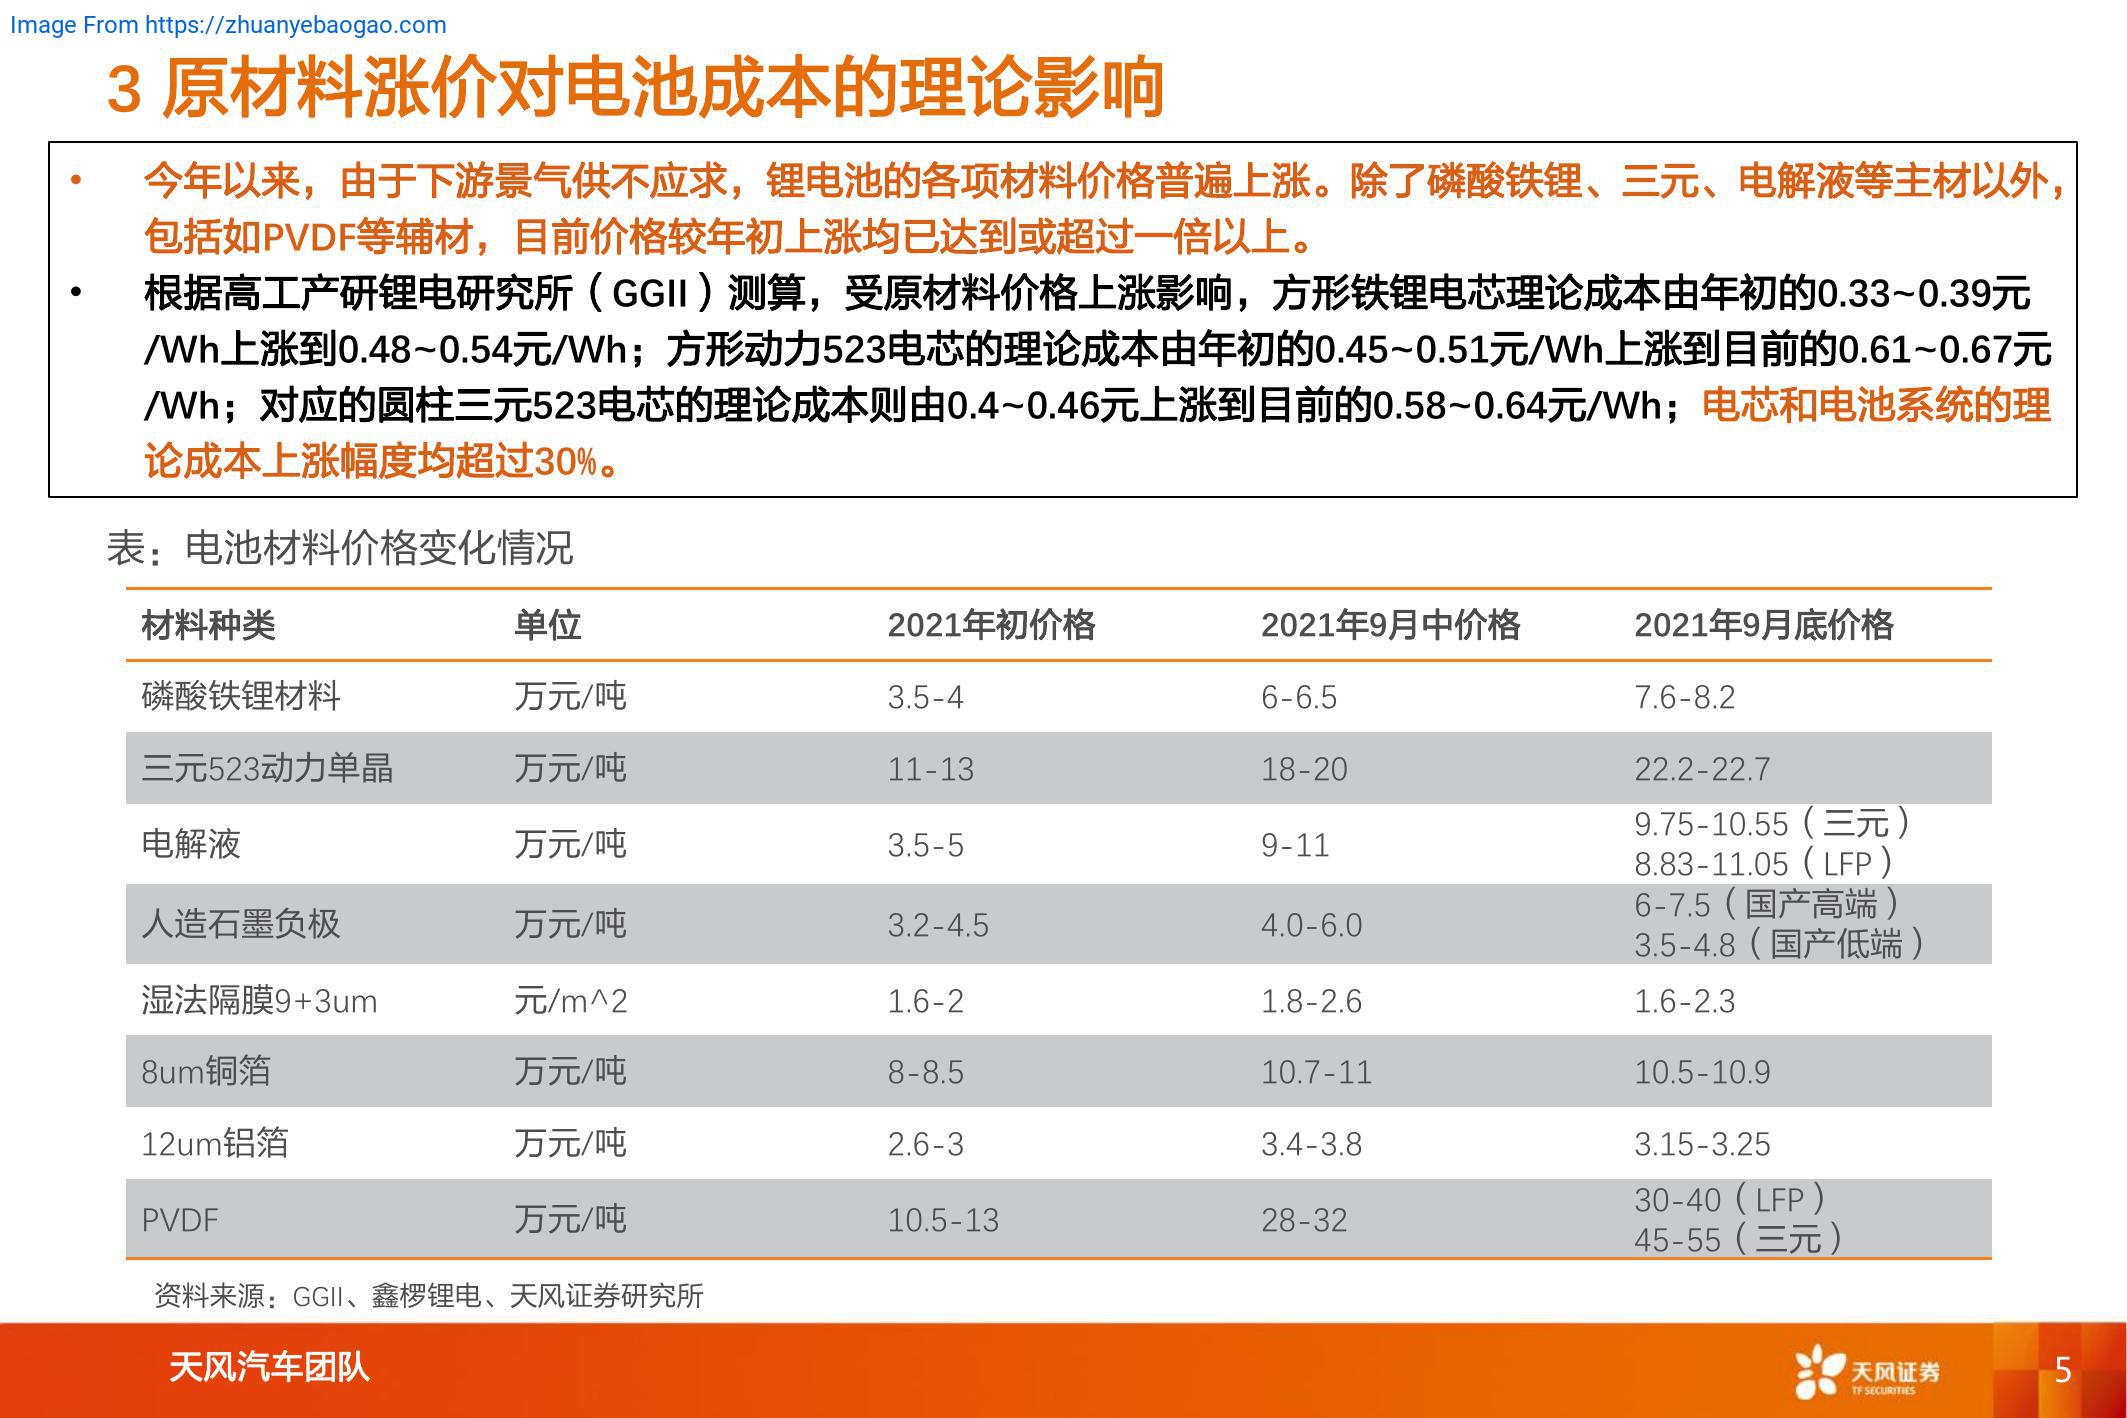 Image From https://zhuanyebaogao.com
3 原材料涨价对电池成本的理论影响
• 今年以来，由于下游景气供不应求，锂电池的各项材料价格普遍上涨。除了磷酸铁锂、三元、电解液等主材以外，
包括如PVDF等辅材，目前价格较年初上涨均已达到或超过一倍以上。
• 根据高工产研锂电研究所（GGII）测算，受原材料价格上涨影响，方形铁锂电芯理论成本由年初的0.33~0.39元
/Wh上涨到0.48~0.54元/Wh；方形动力523电芯的理论成本由年初的0.45~0.51元/Wh上涨到目前的0.61~0.67元
/Wh；对应的圆柱三元523电芯的理论成本则由0.4~0.46元上涨到目前的0.58~0.64元/Wh；电芯和电池系统的理
论成本上涨幅度均超过30%。
表：电池材料价格变化情况
材料种类 单位 2021年初价格 2021年9月中价格 2021年9月底价格
磷酸铁锂材料 万元/吨 3.5-4 6-6.5 7.6-8.2
三元523动力单晶 万元/吨 11-13 18-20 22.2-22.7
电解液 万元/吨 3.5-5 9-11 9.75-10.55（三元）
8.83-11.05（LFP）
人造石墨负极 万元/吨 3.2-4.5 4.0-6.0 6-7.5（国产高端）
3.5-4.8（国产低端）
湿法隔膜9+3um 元/m^2 1.6-2 1.8-2.6 1.6-2.3
8um铜箔 万元/吨 8-8.5 10.7-11 10.5-10.9
12um铝箔 万元/吨 2.6-3 3.4-3.8 3.15-3.25
PVDF 万元/吨 10.5-13 28-32 30-40（LFP）
45-55（三元）
资料来源：GGII、鑫椤锂电、天风证券研究所
天风汽车团队
天风证券
TF SECURITIES
5